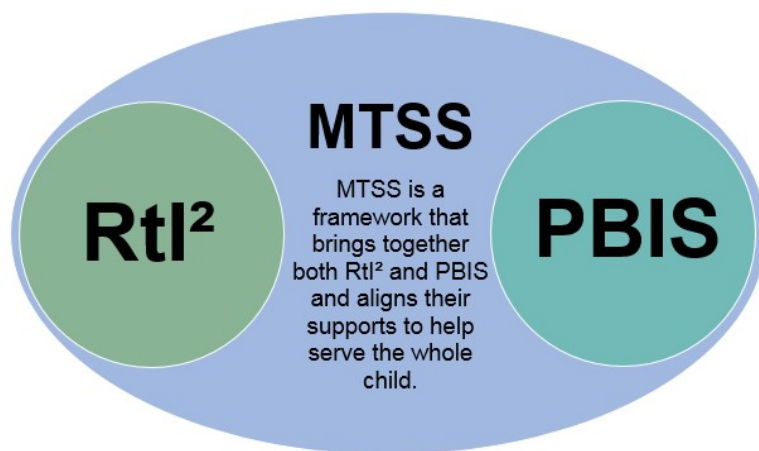 MTSS
RtI²
PBIS
MTSS is a
framework that
brings together
both RtI² and PBIS
and aligns their
supports to help
serve the whole
child.